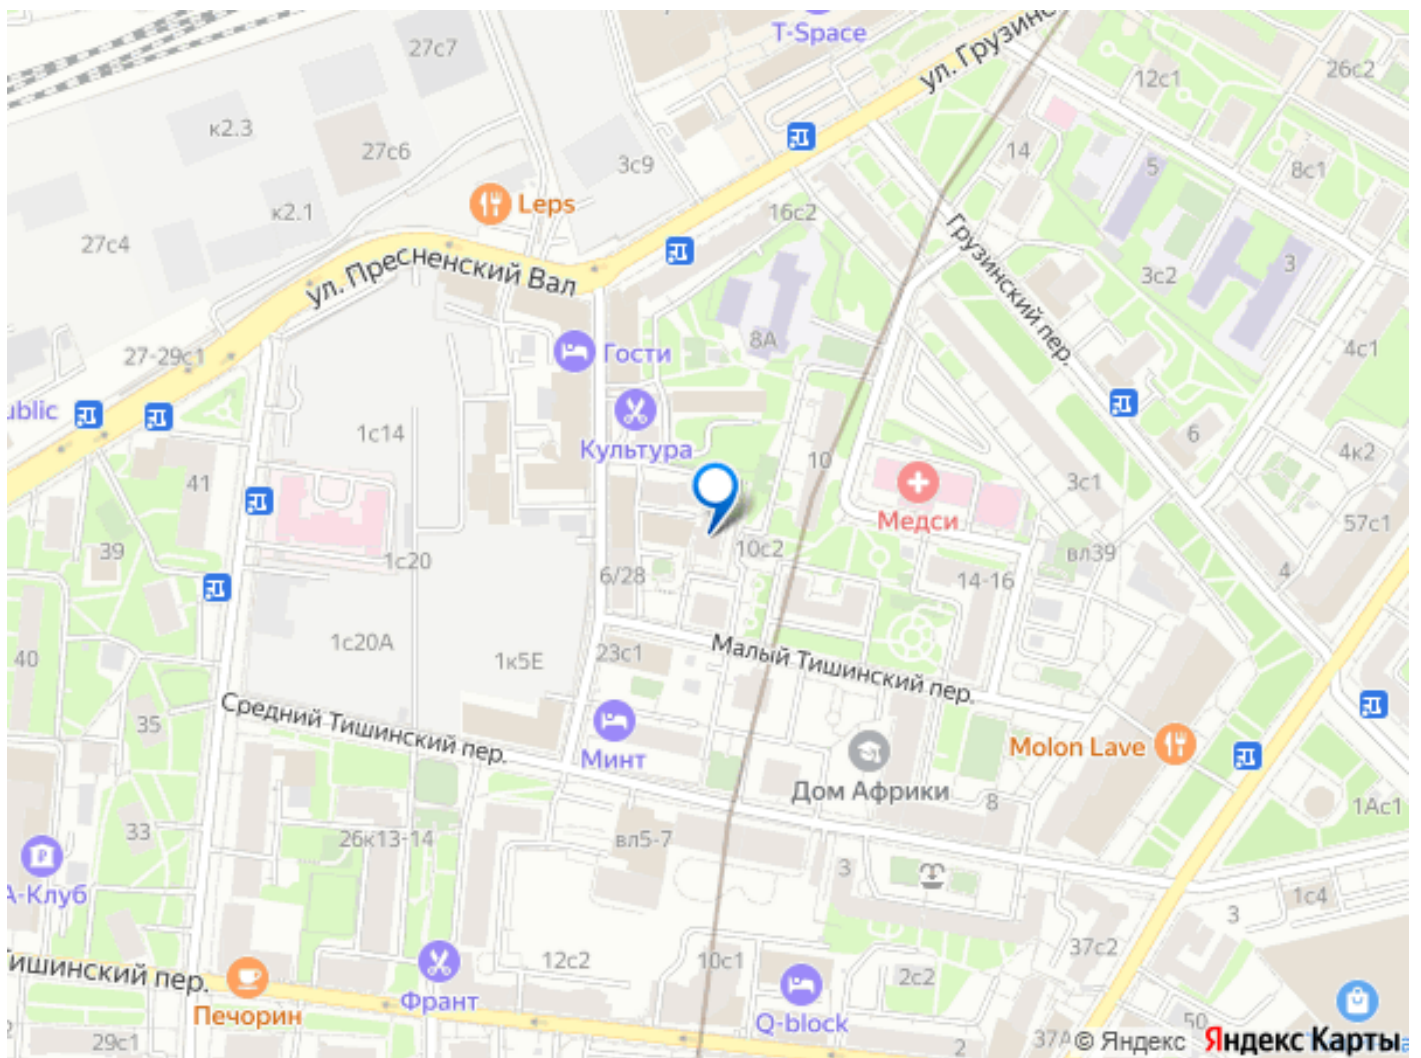 27с7
T-Space
ул. Грузинс
26с2
12с1
к2.3
27с6
3с9
14
5
8с1
Leps
к2.1
16с2
27с4
Грузинский пер.
3с2
3
ул. Пресненский Вал
8А
27-29с1
Гости
4с1
ublic
1с14
Культура
6
4к2
41
10
3с1
Медси
57с1
39
1с20
10с2
вл39
6/28
14-16
4
1с20А
40
1к5Е
23с1
Малый Тишинский пер.
35
Средний Тишинский пер.
Минт
Molon Lave
Дом Африки
8
1Ас1
33
26к13-14
вл5-7
А-Клуб
3
1с4
3
37с2
Тишинский пер.
12с2
10с1
2с2
Франт
Печорин
Q-block
50
29с1
2
37А
© Яндекс Яндекс Карты